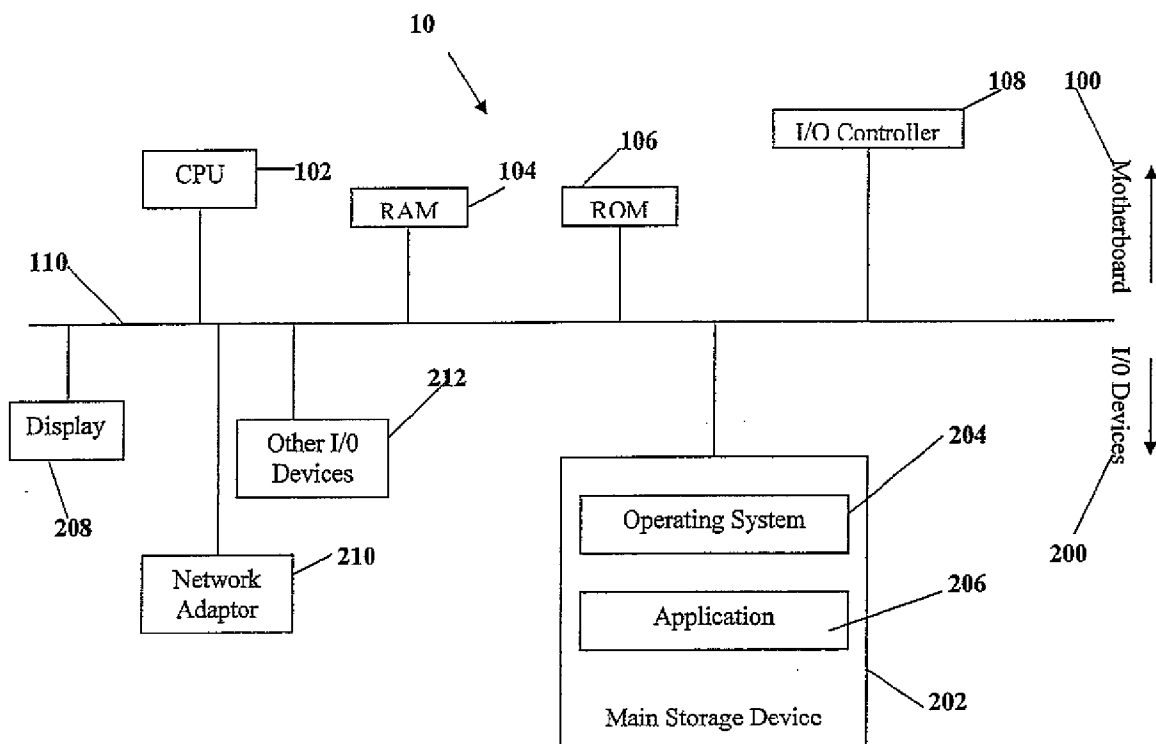 10
108
100
I/O Controller
106
CPU
102
104
RAM
ROM
Motherboard
110
I/0 Devices
212
Display
Other I/0
Devices
204
Operating System
208
200
210
Network
Adaptor
206
Application
202
Main Storage Device